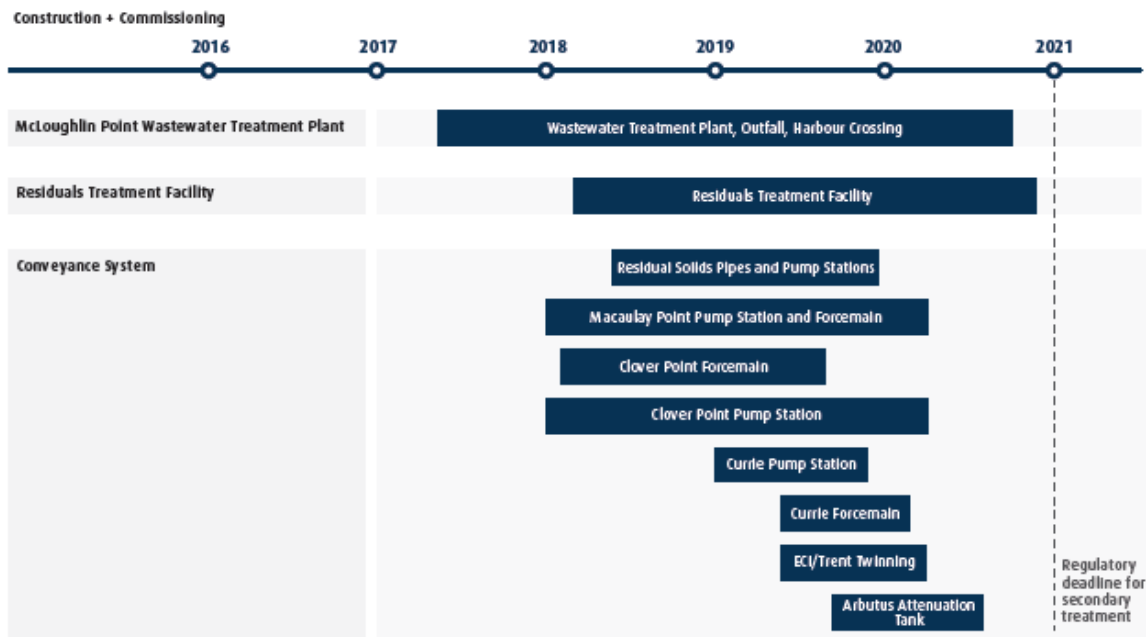 Construction + Commissioning
2016 2017 2018 2019 2020 2021
McLoughlin Point Wastewater Treatment Plant
Wastewater Treatment Plant, Outfall, Harbour Crossing
Residuals Treatment Facility
Residuals Treatment Facility
Conveyance System
Residual Solids Pipes and Pump Stations
Macaulay Point Pump Station and Forcemain
Clover Point Forcemain
Clover Point Pump Station
Currie Pump Station
Currie Forcemain
ECI/Trent Twinning
Arbutus Attenuation
Tank
Regulatory
deadline for
secondary
treatment